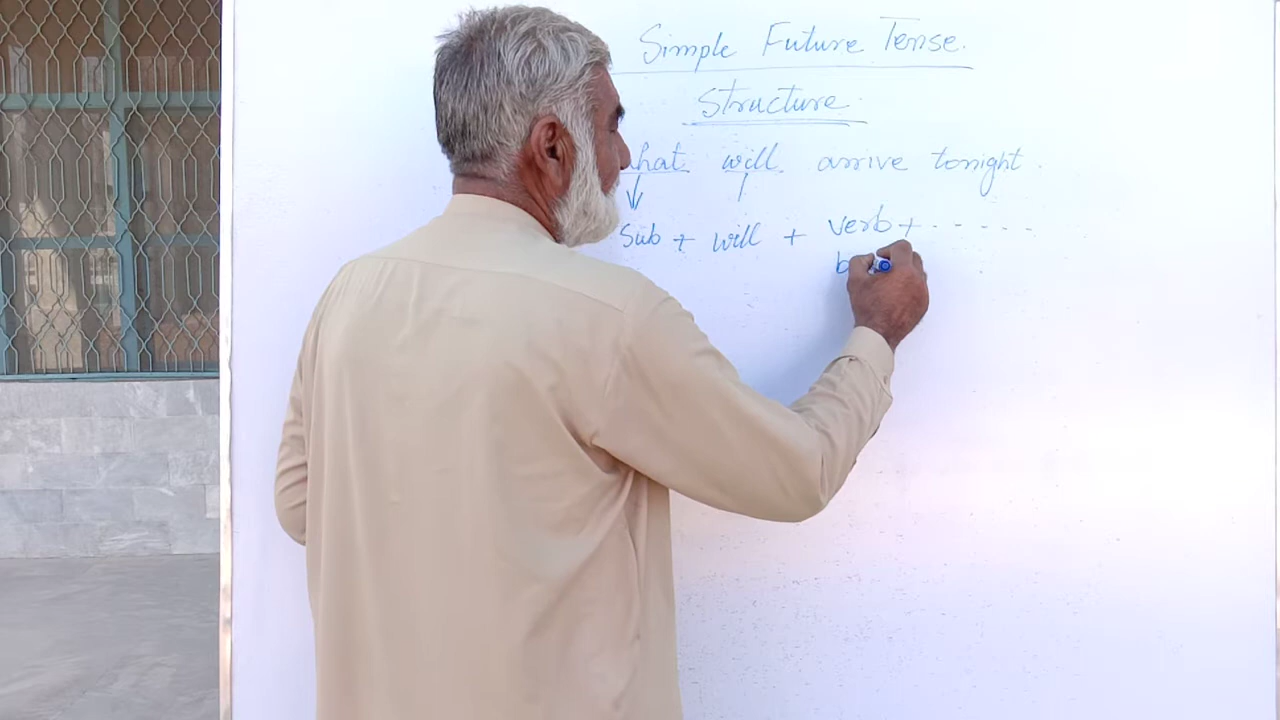 Simple Future Tense.
Structure.
will arrive tonight.
Sub + will + verb + - - - - -